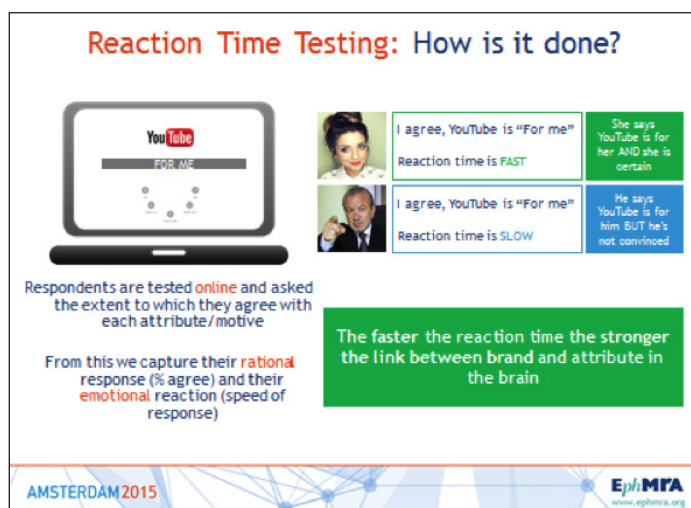 Reaction Time Testing: How is it done?
YouTube
FOR ME
I agree, YouTube is “For me”
Reaction time is FAST
She says
YouTube is for
her AND she is
certain
I agree, YouTube is “For me”
Reaction time is SLOW
He says
YouTube is for
him BUT he's
not convinced
Respondents are tested online and asked
the extent to which they agree with
each attribute/motive
From this we capture their rational
response (% agree) and their
emotional reaction (speed of
response)
The faster the reaction time the stronger
the link between brand and attribute in
the brain
AMSTERDAM2015
EphMRA
www.ephmra.org